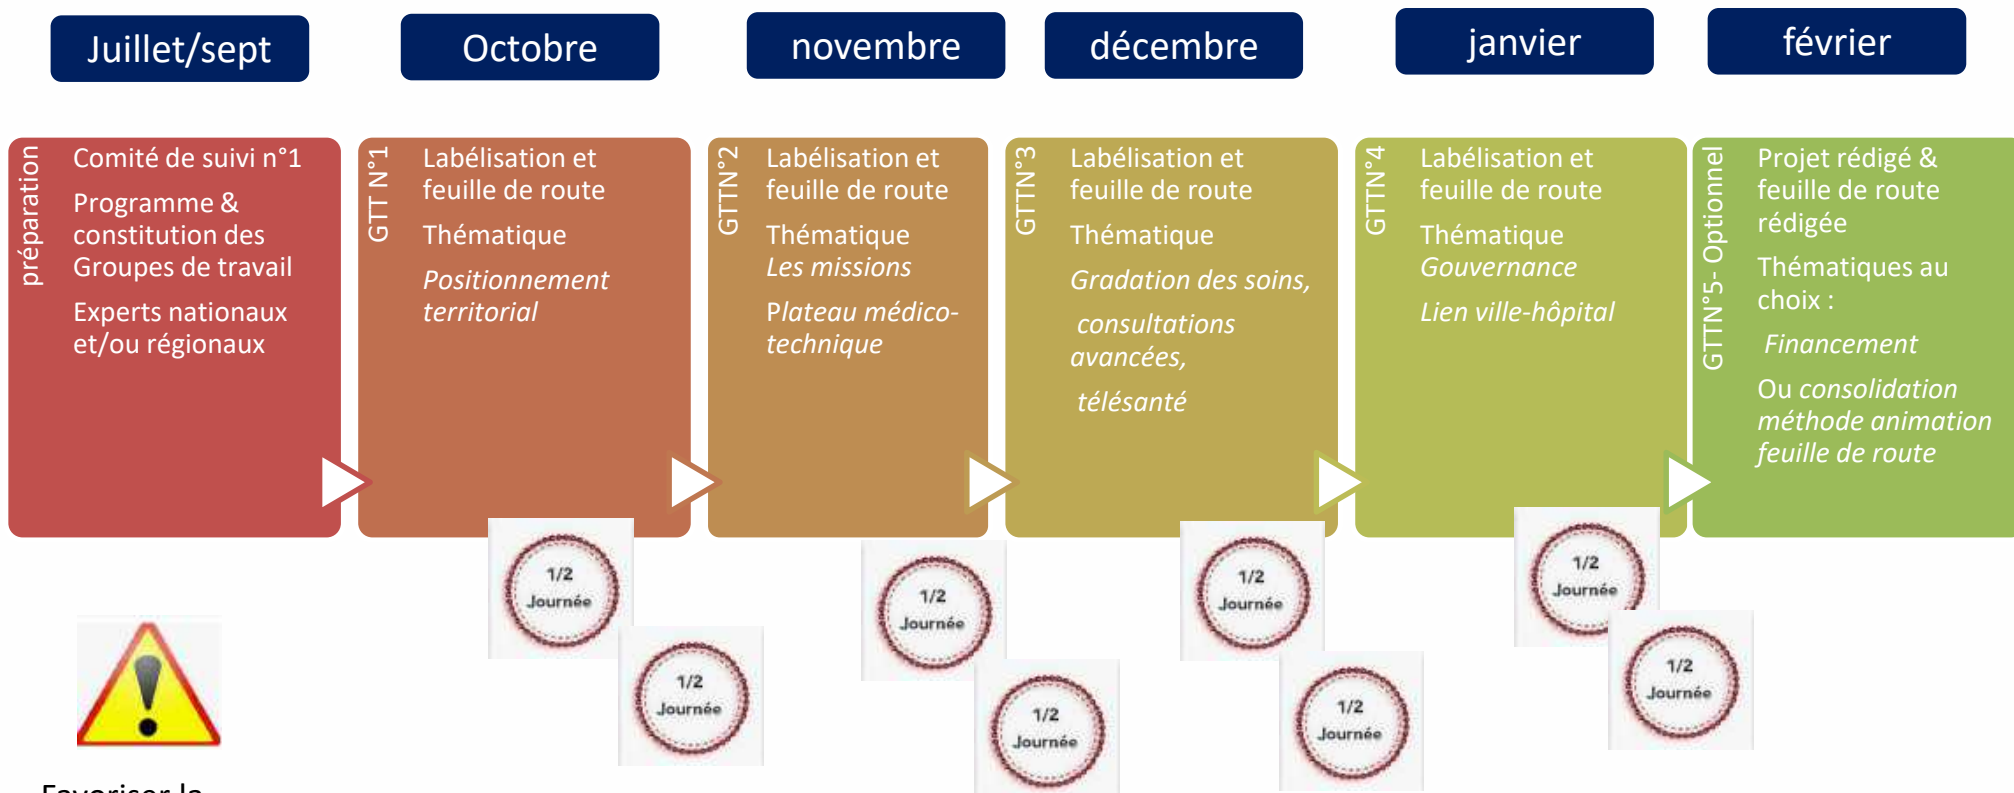 Juillet/sept
Octobre
novembre
décembre
janvier
février
préparation
Comité de suivi n°1
Programme &
constitution des
Groupes de travail
Experts nationaux
et/ou régionaux
GTT N°1
Labélisation et
feuille de route
Thématique
Positionnement
territorial
GTTN°2
Labélisation et
feuille de route
Thématique
Les missions
Plateau médico-
technique
GTTN°3
Labélisation et
feuille de route
Thématique
Gradation des soins,
consultations
avancées,
télésanté
GTTN°4
Labélisation et
feuille de route
Thématique
Gouvernance
Lien ville-hôpital
GTTN°5- Optionnel
Projet rédigé &
feuille de route
rédigée
Thématiques au
choix :
Financement
Ou consolidation
méthode animation
feuille de route
1/2
Journée
1/2
Journée
1/2
Journée
1/2
Journée
1/2
Journée
1/2
Journée
1/2
Journée
1/2
Journée
Favoriser la